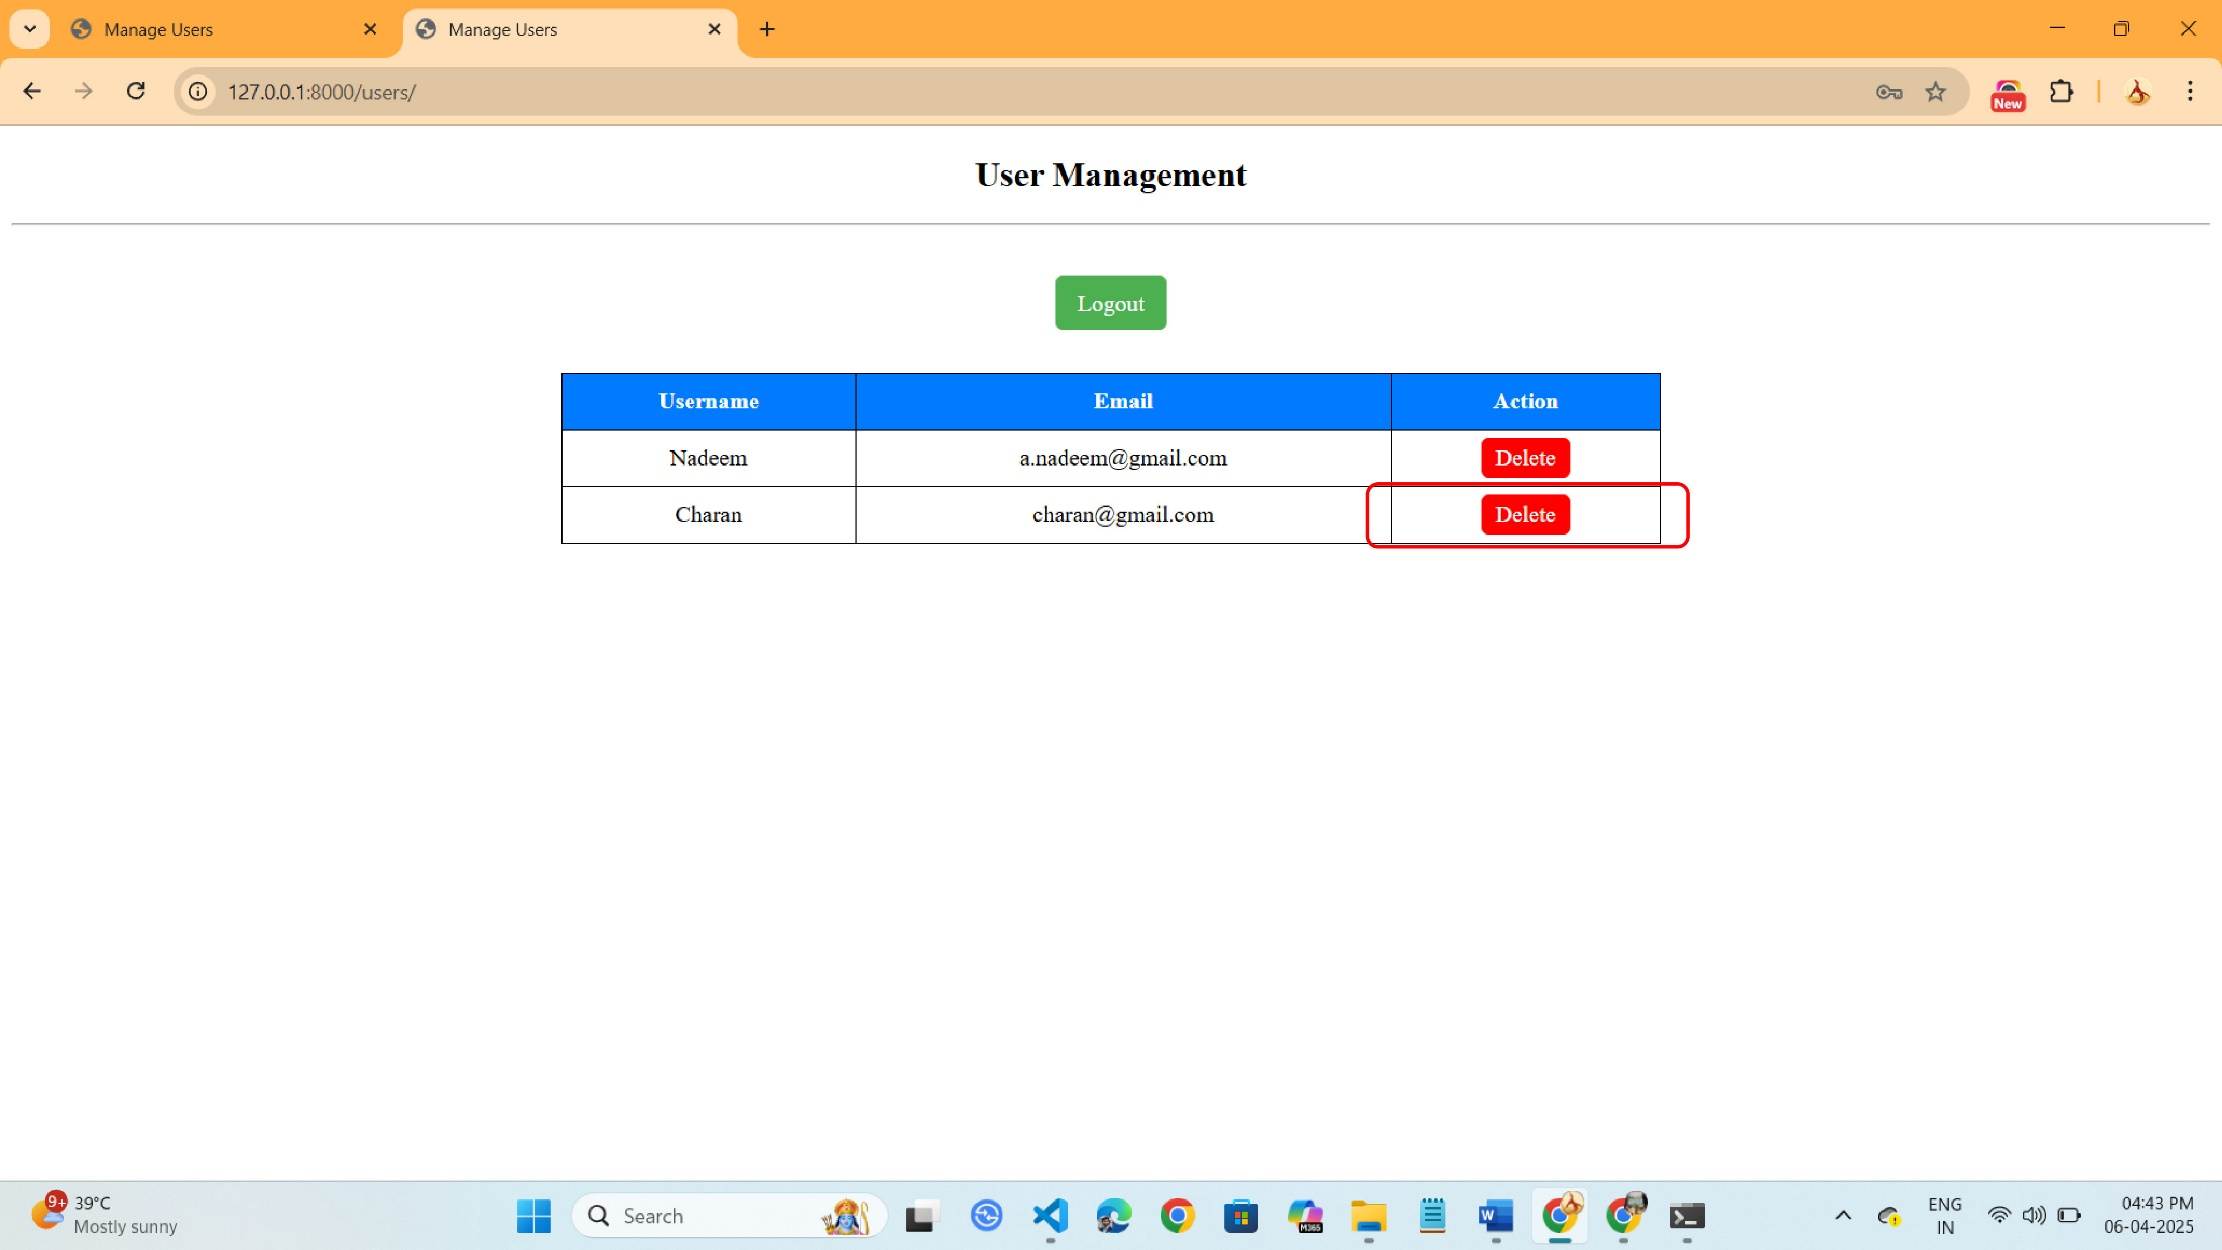 Manage Users
Manage Users
127.0.0.1:8000/users/
New
User Management
Logout
Username Email Action
Nadeem a.nadeem@gmail.com Delete
Charan charan@gmail.com Delete
9+ 39°C
Mostly sunny
Search
M365
W
ENG
IN
04:43 PM
06-04-2025